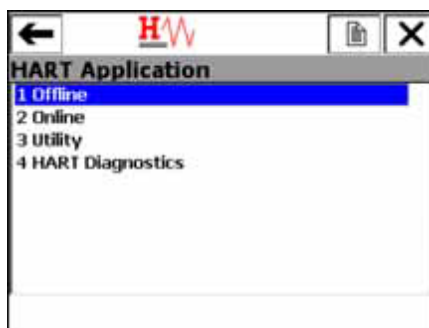 H
HART Application
1 Offline
2 Online
3 Utility
4 HART Diagnostics